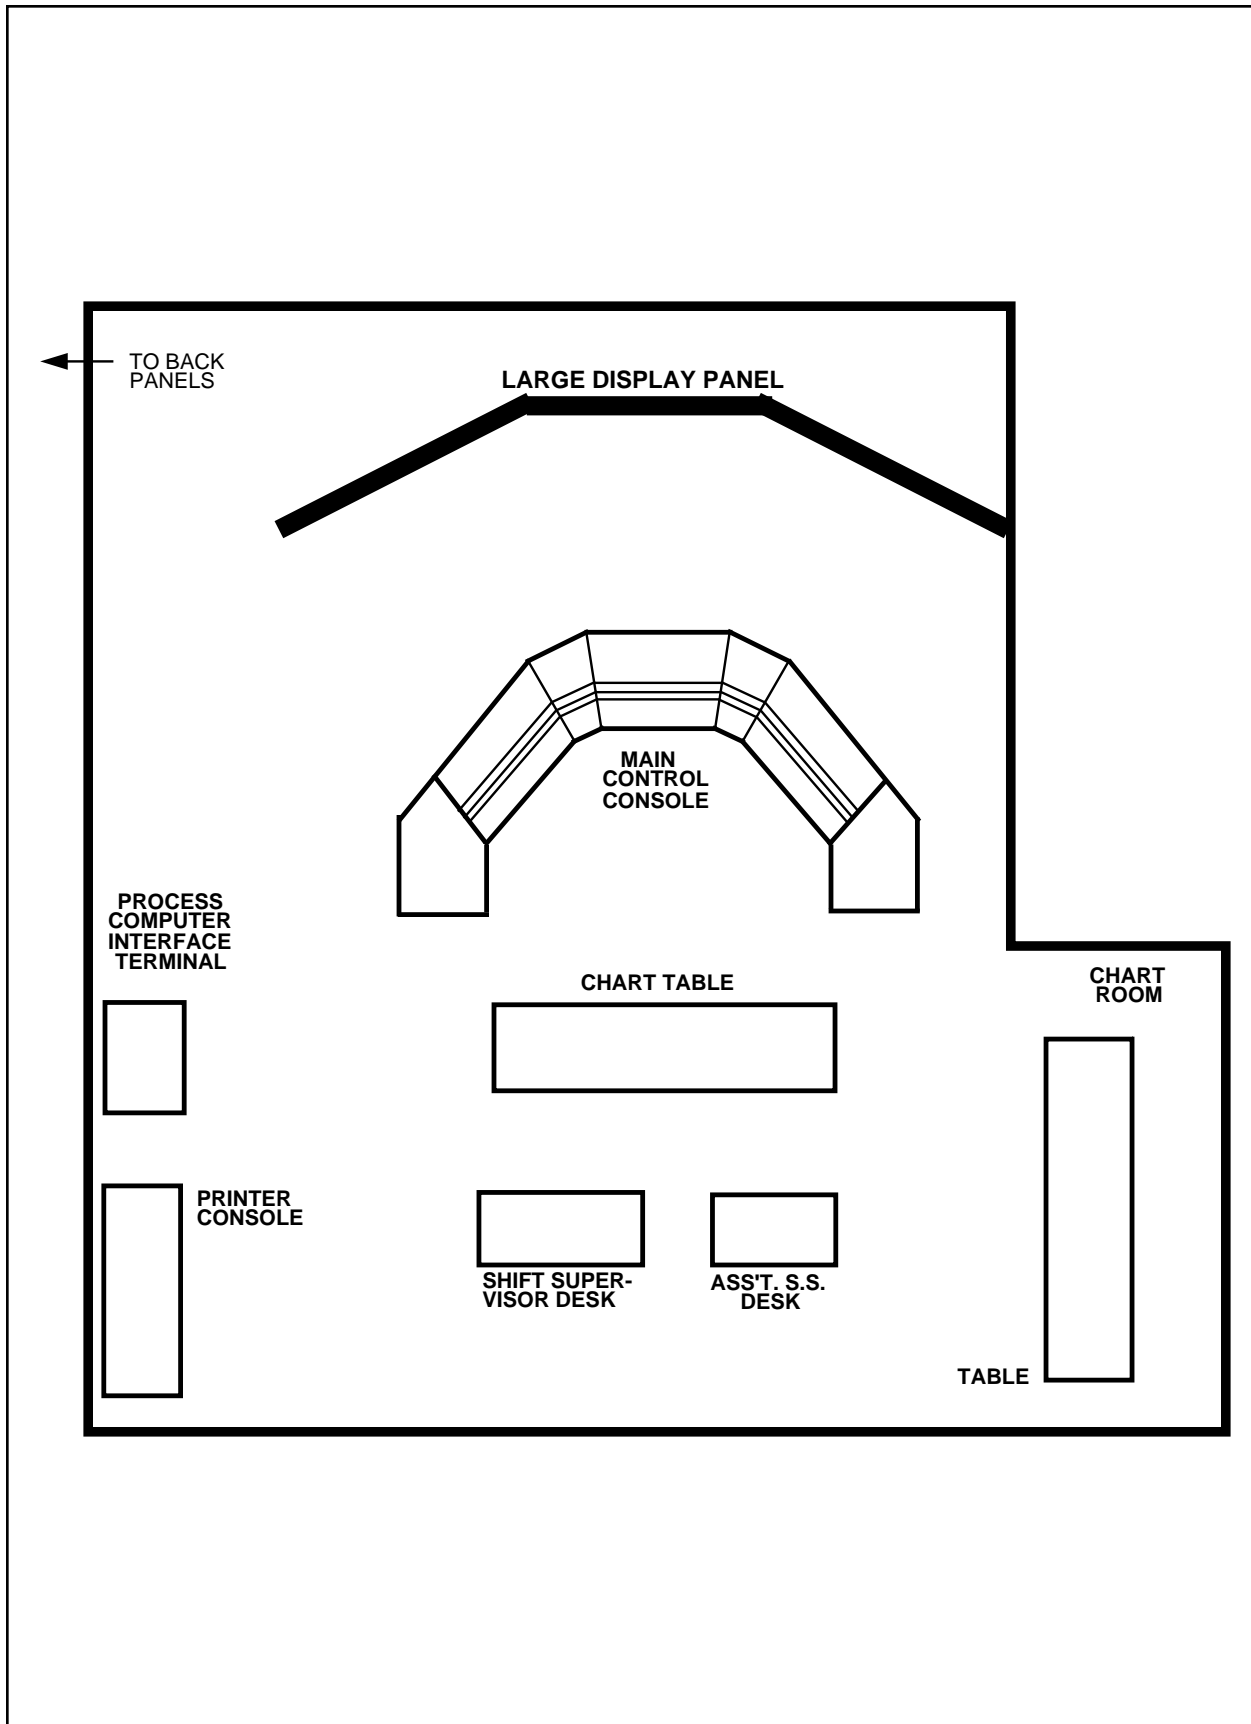 TO BACK
PANELS
LARGE DISPLAY PANEL
MAIN
CONTROL
CONSOLE
PROCESS
COMPUTER
INTERFACE
TERMINAL
CHART TABLE
CHART
ROOM
PRINTER
CONSOLE
SHIFT SUPER-
VISOR DESK
ASS'T. S.S.
DESK
TABLE